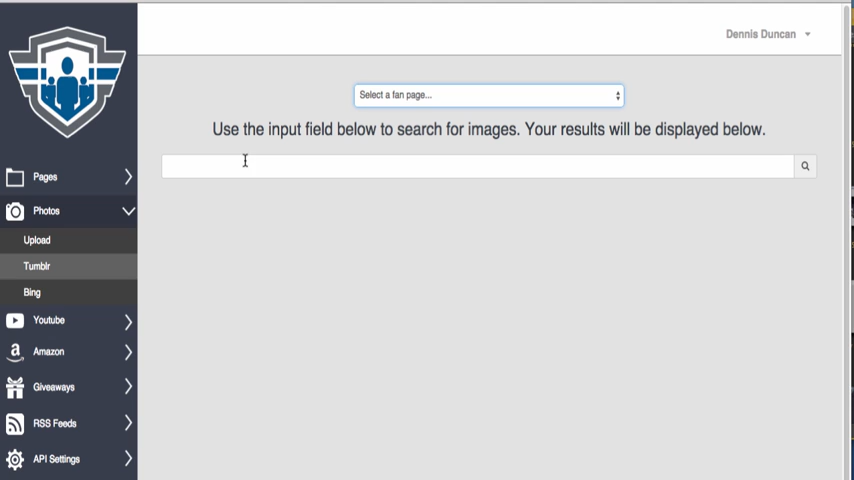 Dennis Duncan
Select a fan page...
Use the input field below to search for images. Your results will be displayed below.
Pages
Photos
Upload
Tumblr
Bing
Youtube
Amazon
Giveaways
RSS Feeds
API Settings